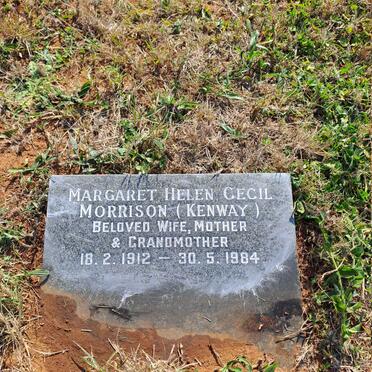 Margaret Helen Cecil
Morrison (Kenway)
Beloved Wife, Mother
& Grandmother
18. 2. 1912 — 30. 5. 1984